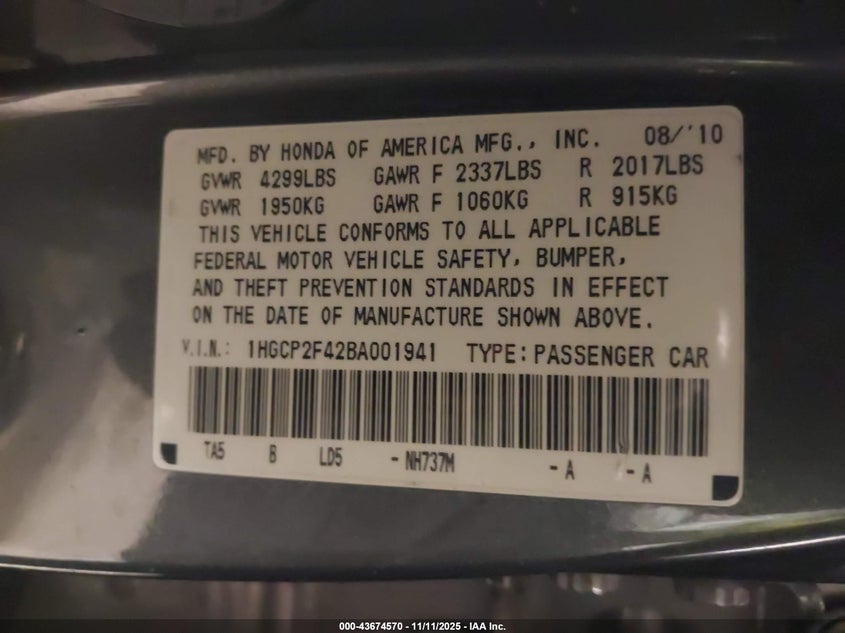 MFD. BY HONDA OF AMERICA MFG., INC. 08/'10
GVWR 4299LBS GAWR F 2337LBS R 2017LBS
GVWR 1950KG GAWR F 1060KG R 915KG
THIS VEHICLE CONFORMS TO ALL APPLICABLE
FEDERAL MOTOR VEHICLE SAFETY, BUMPER,
AND THEFT PREVENTION STANDARDS IN EFFECT
ON THE DATE OF MANUFACTURE SHOWN ABOVE.
V.I.N.: 1HGCP2F42BA001941 TYPE: PASSENGER CAR
TA5 B LD5 - NH737M - A - A
000-43674570 - 11/11/2025 - IAA Inc.